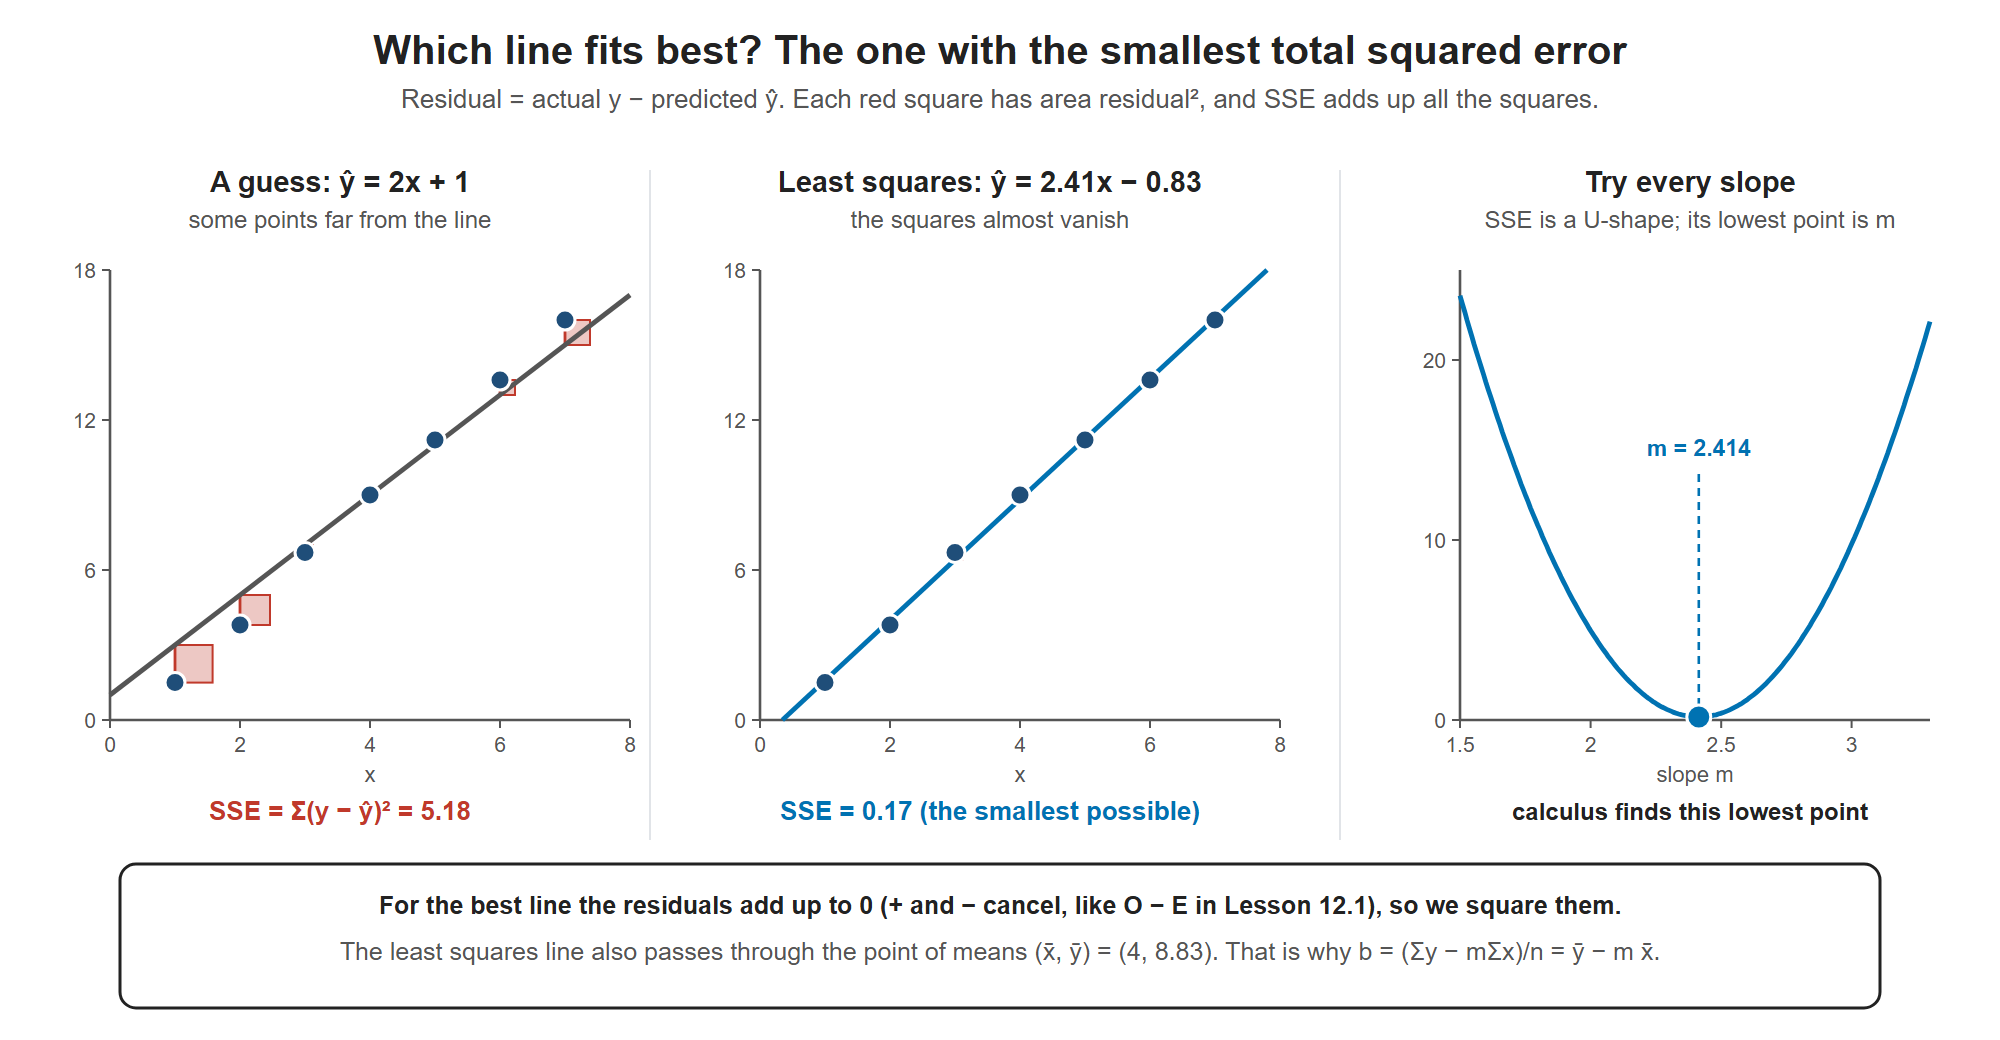 Which line fits best? The one with the smallest total squared error
Residual = actual y − predicted ŷ. Each red square has area residual², and SSE adds up all the squares.
A guess: ŷ = 2x + 1
some points far from the line
18
12
6
0
0 2 4 6 8
x
SSE = Σ(y − ŷ)² = 5.18
Least squares: ŷ = 2.41x − 0.83
the squares almost vanish
18
12
6
0
0 2 4 6 8
x
SSE = 0.17 (the smallest possible)
Try every slope
SSE is a U-shape; its lowest point is m
20
10
0
m = 2.414
1.5 2 2.5 3
slope m
calculus finds this lowest point
For the best line the residuals add up to 0 (+ and − cancel, like O − E in Lesson 12.1), so we square them.
The least squares line also passes through the point of means (x̄, ȳ) = (4, 8.83). That is why b = (Σy − mΣx)/n = ȳ − m x̄.